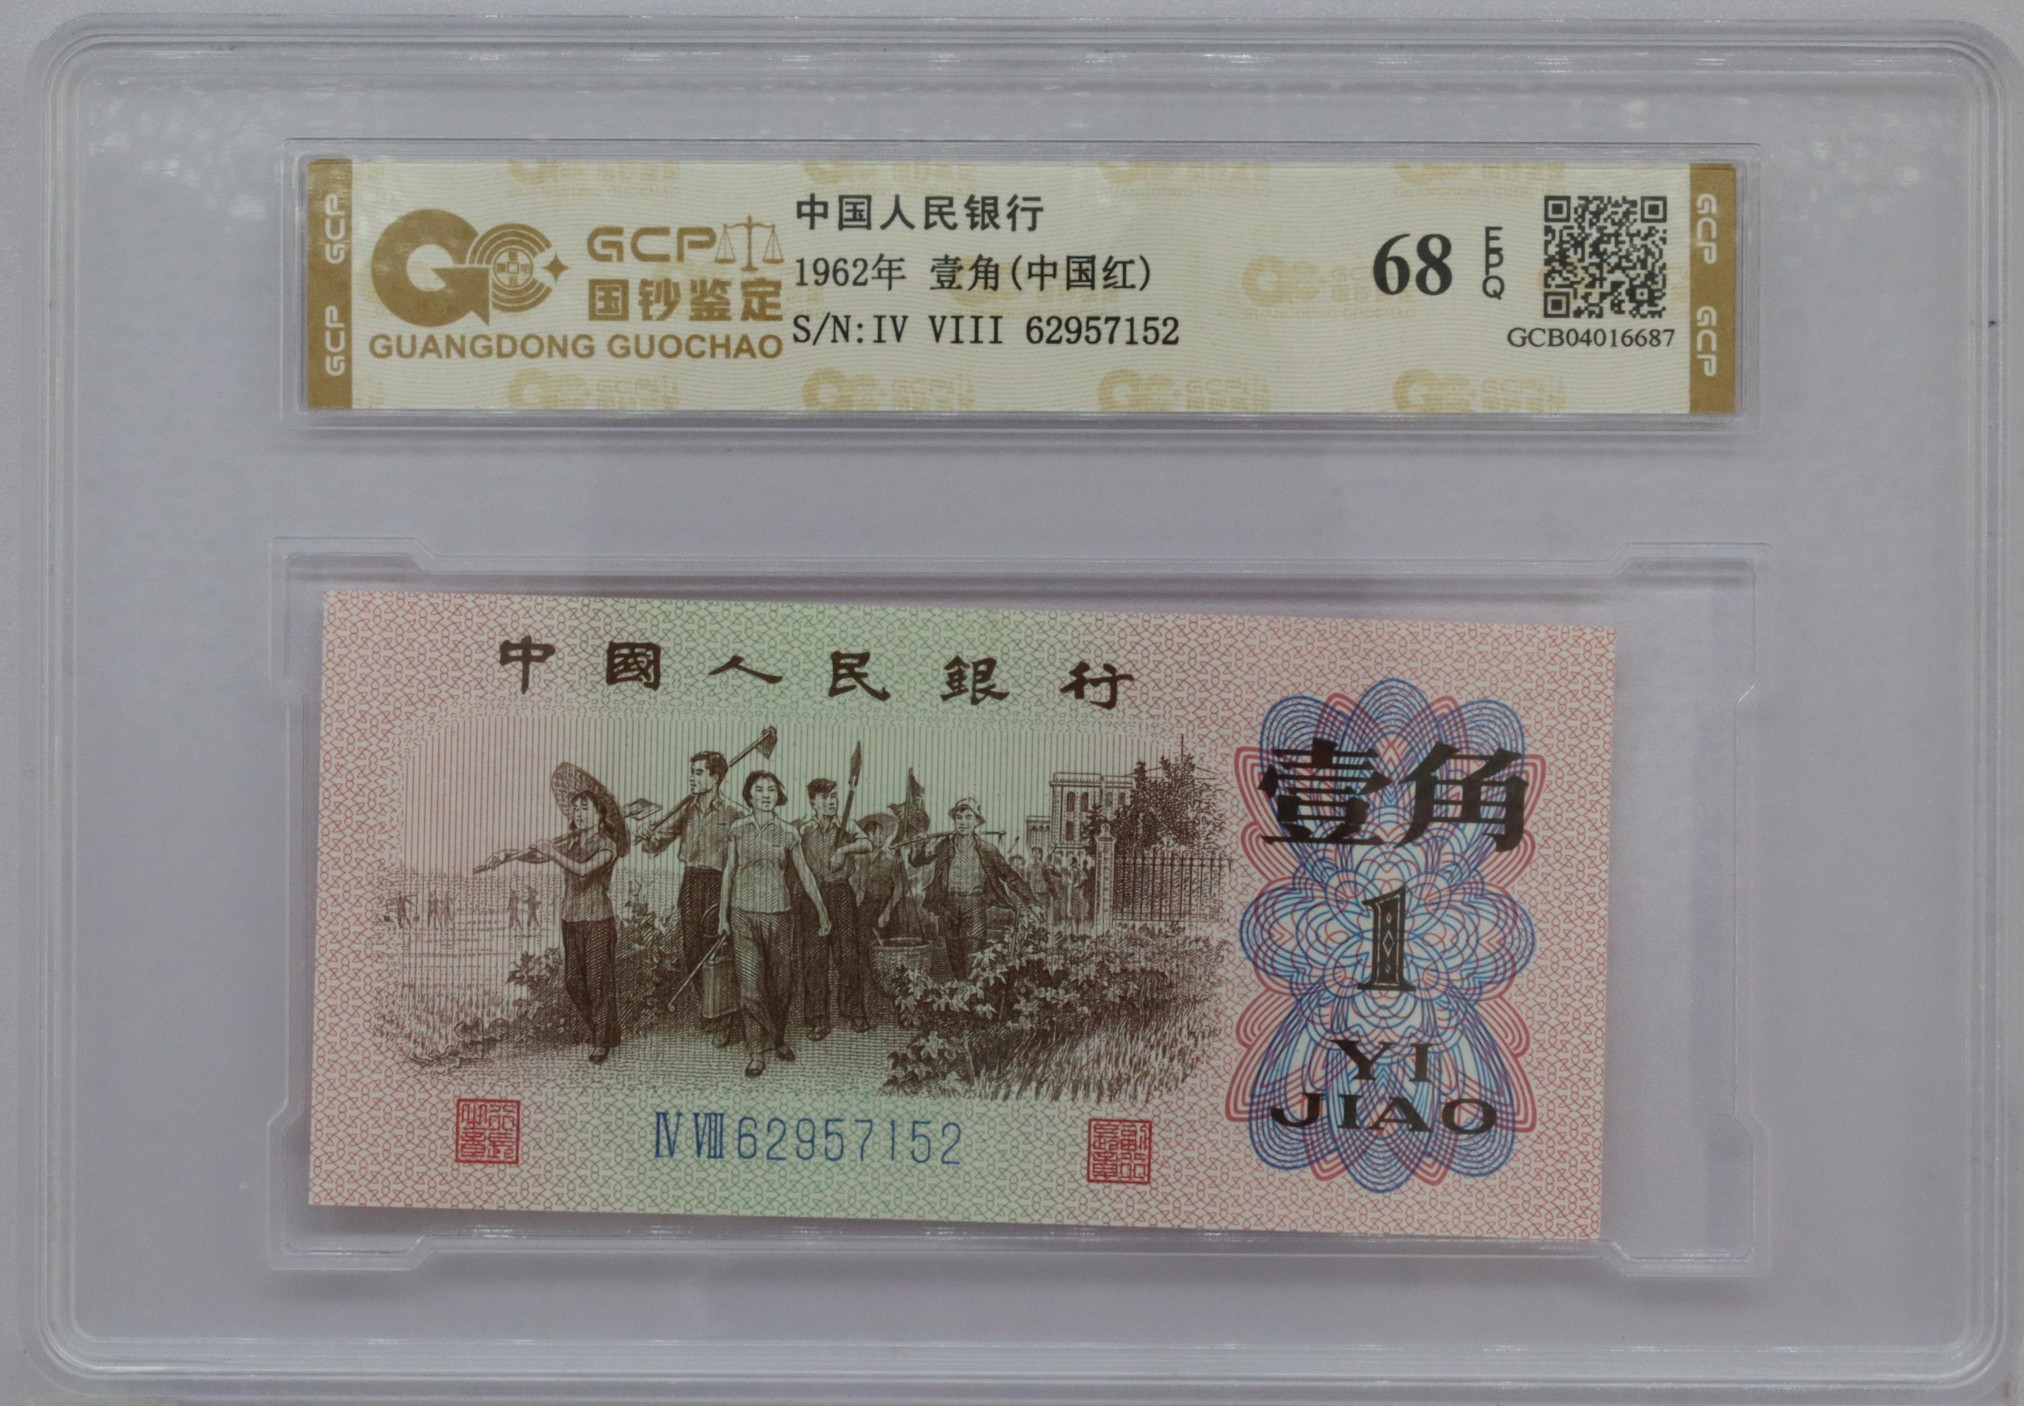 GCP
GCP
GCP
国钞鉴定
GUANGDONG GUOCHAO
中国人民银行
1962年 壹角(中国红)
S/N:IV VIII 62957152
68
EPQ
GCB04016687
GCP
GCP
中國人民銀行
壹角
1
YI
JIAO
IV VIII 62957152